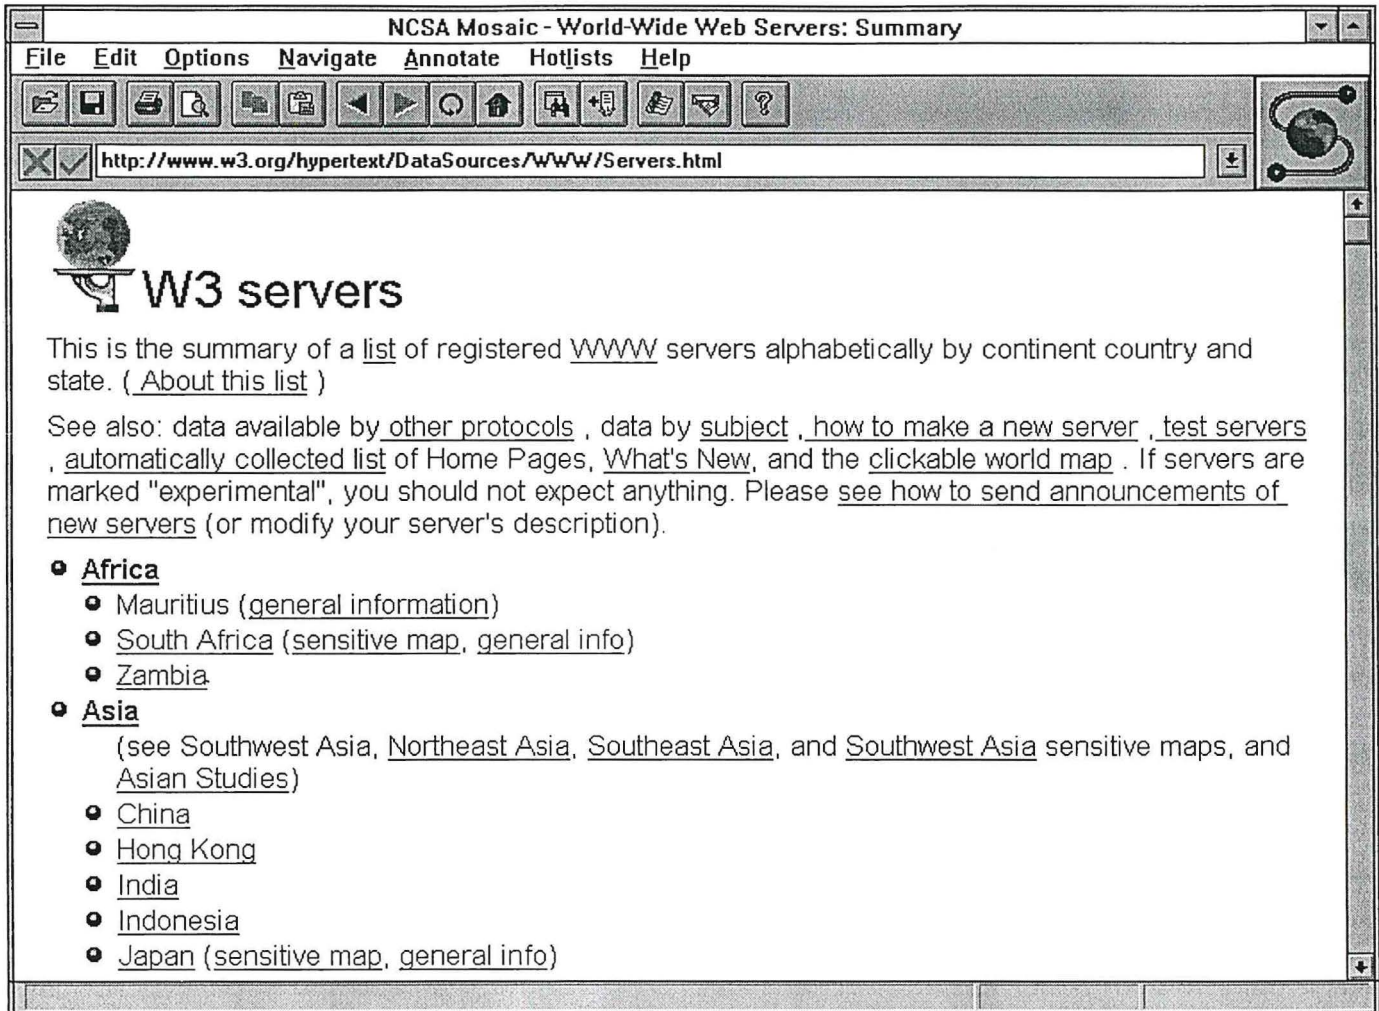 NCSA Mosaic - World-Wide Web Servers: Summary
File Edit Options Navigate Annotate Hotlists Help
http://www.w3.org/hypertext/DataSources/WWW/Servers.html
W3 servers
This is the summary of a list of registered WWW servers alphabetically by continent country and
state. ( About this list )
See also: data available by other protocols , data by subject , how to make a new server , test servers
, automatically collected list of Home Pages, What's New, and the clickable world map . If servers are
marked "experimental", you should not expect anything. Please see how to send announcements of
new servers (or modify your server's description).
Africa
Mauritius (general information)
South Africa (sensitive map, general info)
Zambia
Asia
(see Southwest Asia, Northeast Asia, Southeast Asia, and Southwest Asia sensitive maps, and
Asian Studies)
China
Hong Kong
India
Indonesia
Japan (sensitive map, general info)